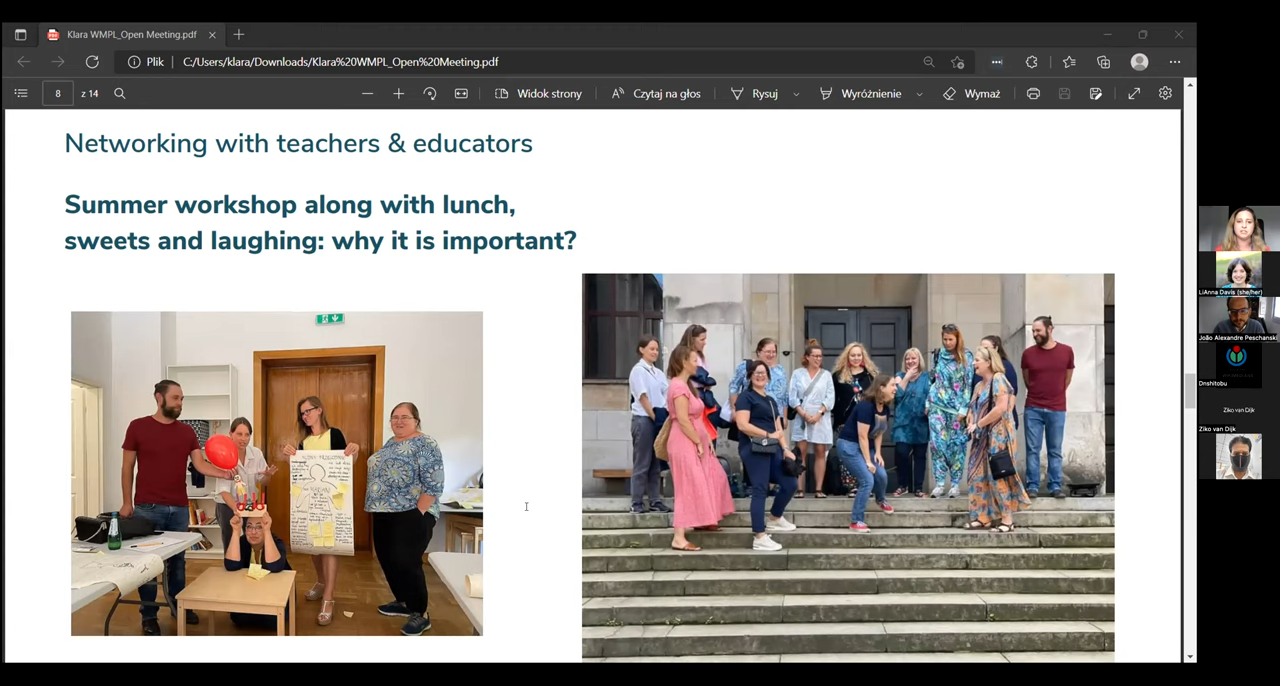 Klara WMPL_Open Meeting.pdf
Plik
C:/Users/klara/Downloads/Klara%20WMPL_Open%20Meeting.pdf
8 z 14
Widok strony
Czytaj na głos
Rysuj
Wyróżnienie
Wymaż
Networking with teachers & educators
Summer workshop along with lunch,
sweets and laughing: why it is important?
LiAnna Davis (she/her)
João Alexandre Peschanski
Dnshitobu
Ziko van Dijk
Ziko van Dijk